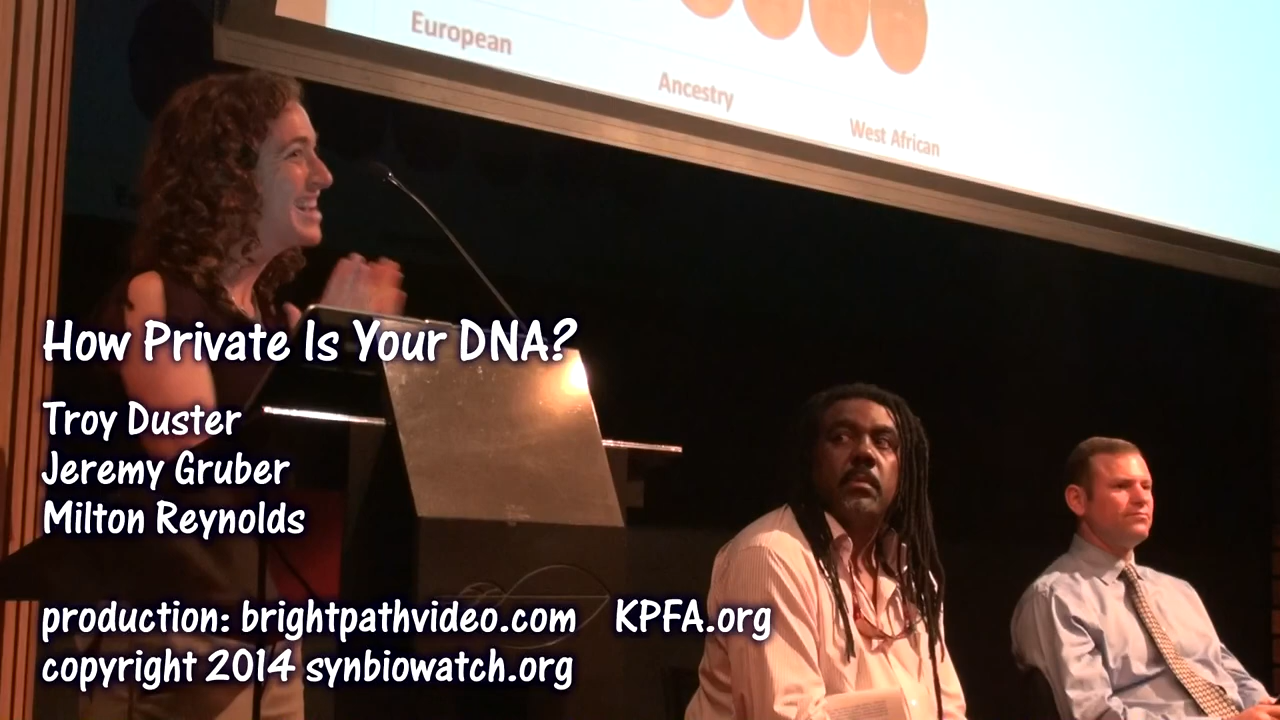 European
Ancestry
West African
How Private Is Your DNA?
Troy Duster
Jeremy Gruber
Milton Reynolds
production: brightpathvideo.com KPFA.org
copyright 2014 synbiowatch.org